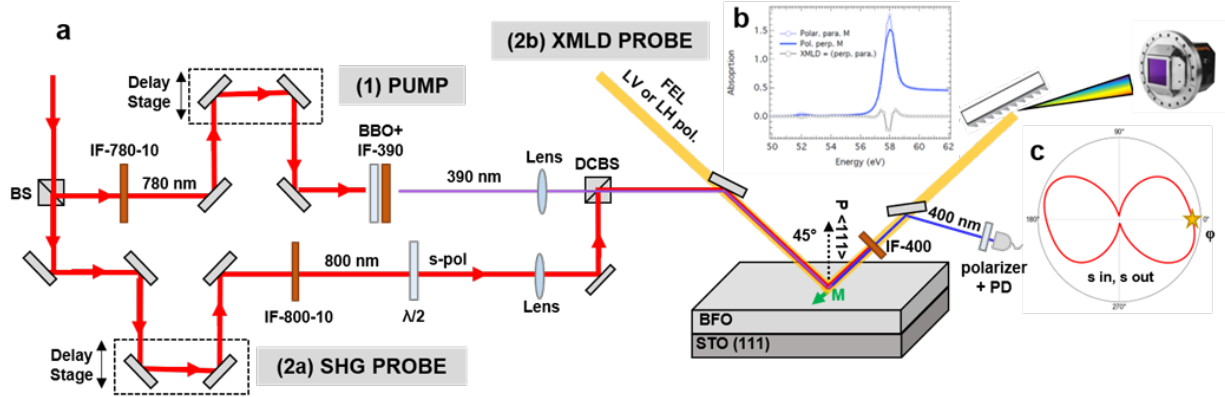 a
Delay
Stage
(1) PUMP
BS
IF-780-10
780 nm
BBO+
IF-390
390 nm
Lens
DCBS
800 nm
s-pol
IF-800-10
λ/2
Lens
Delay
Stage
(2a) SHG PROBE
(2b) XMLD PROBE
FEL
LV or LH pol.
45°
P <111>
M
IF-400
400 nm
polarizer
+ PD
BFO
STO (111)
b
Polar. para. M
Pol. perp. M
XMLD = (perp. para.)
Absoprtion
1.5
1.0
0.5
0.0
50
52
54
56
58
60
62
Energy (eV)
c
90°
180°
0°
φ
s in, s out
270°